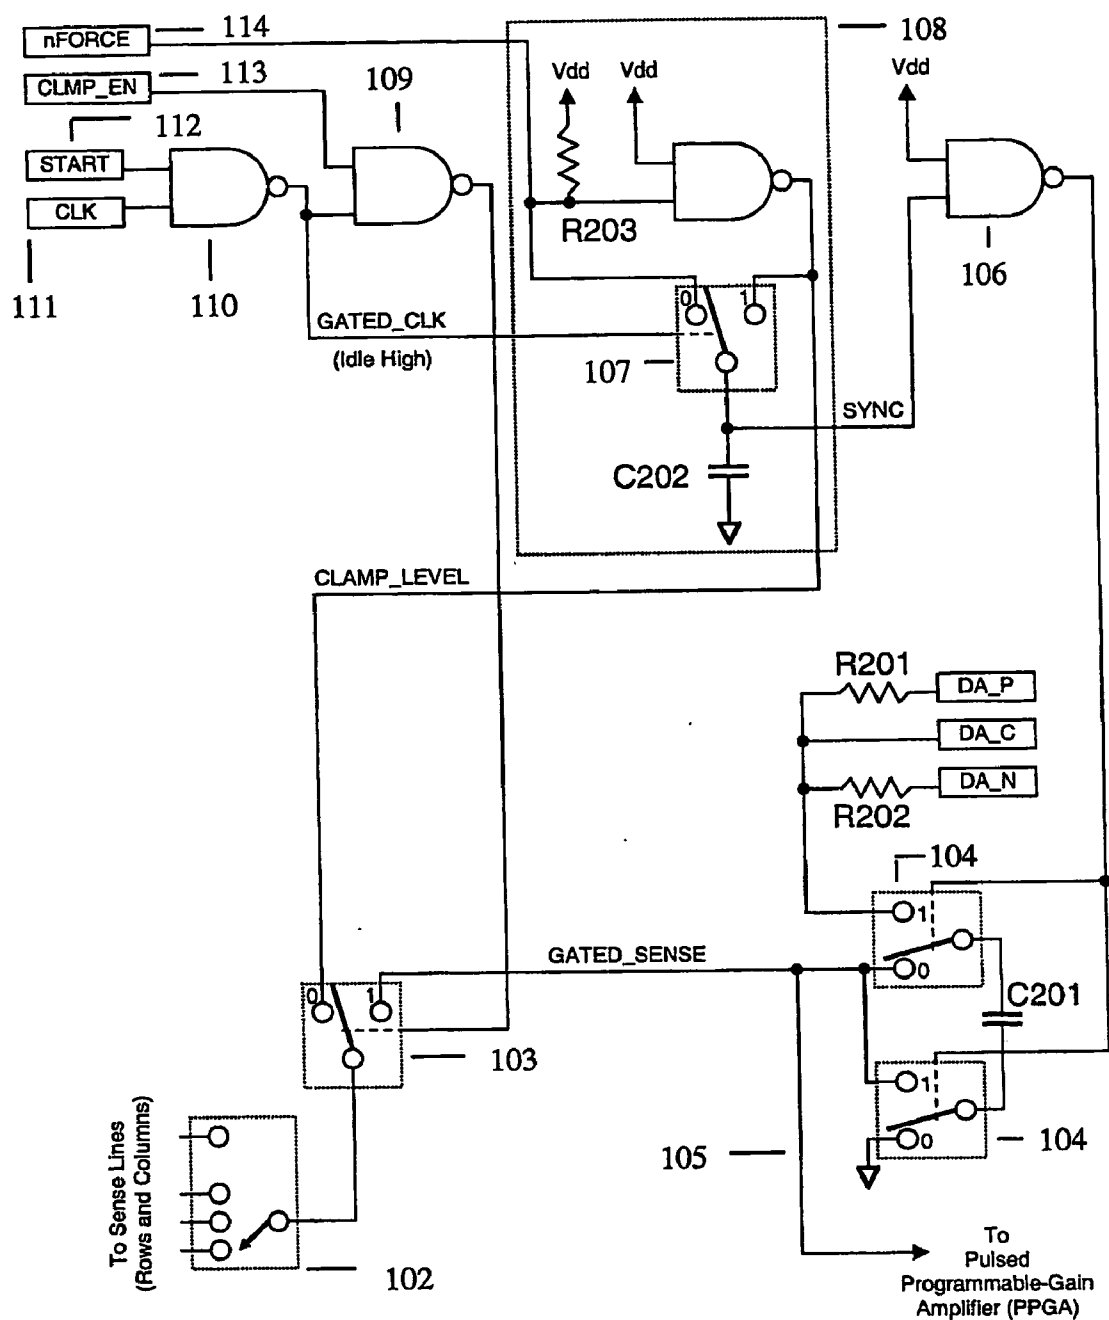 nFORCE
114
108
CLMP_EN
113
109
Vdd
Vdd
Vdd
112
START
CLK
R203
111
110
106
0
1
GATED_CLK
(Idle High)
107
SYNC
C202
CLAMP_LEVEL
R201
DA_P
DA_C
DA_N
R202
104
1
GATED_SENSE
0
C201
0
1
103
1
0
104
105
To Sense Lines
(Rows and Columns)
102
To
Pulsed
Programmable-Gain
Amplifier (PPGA)